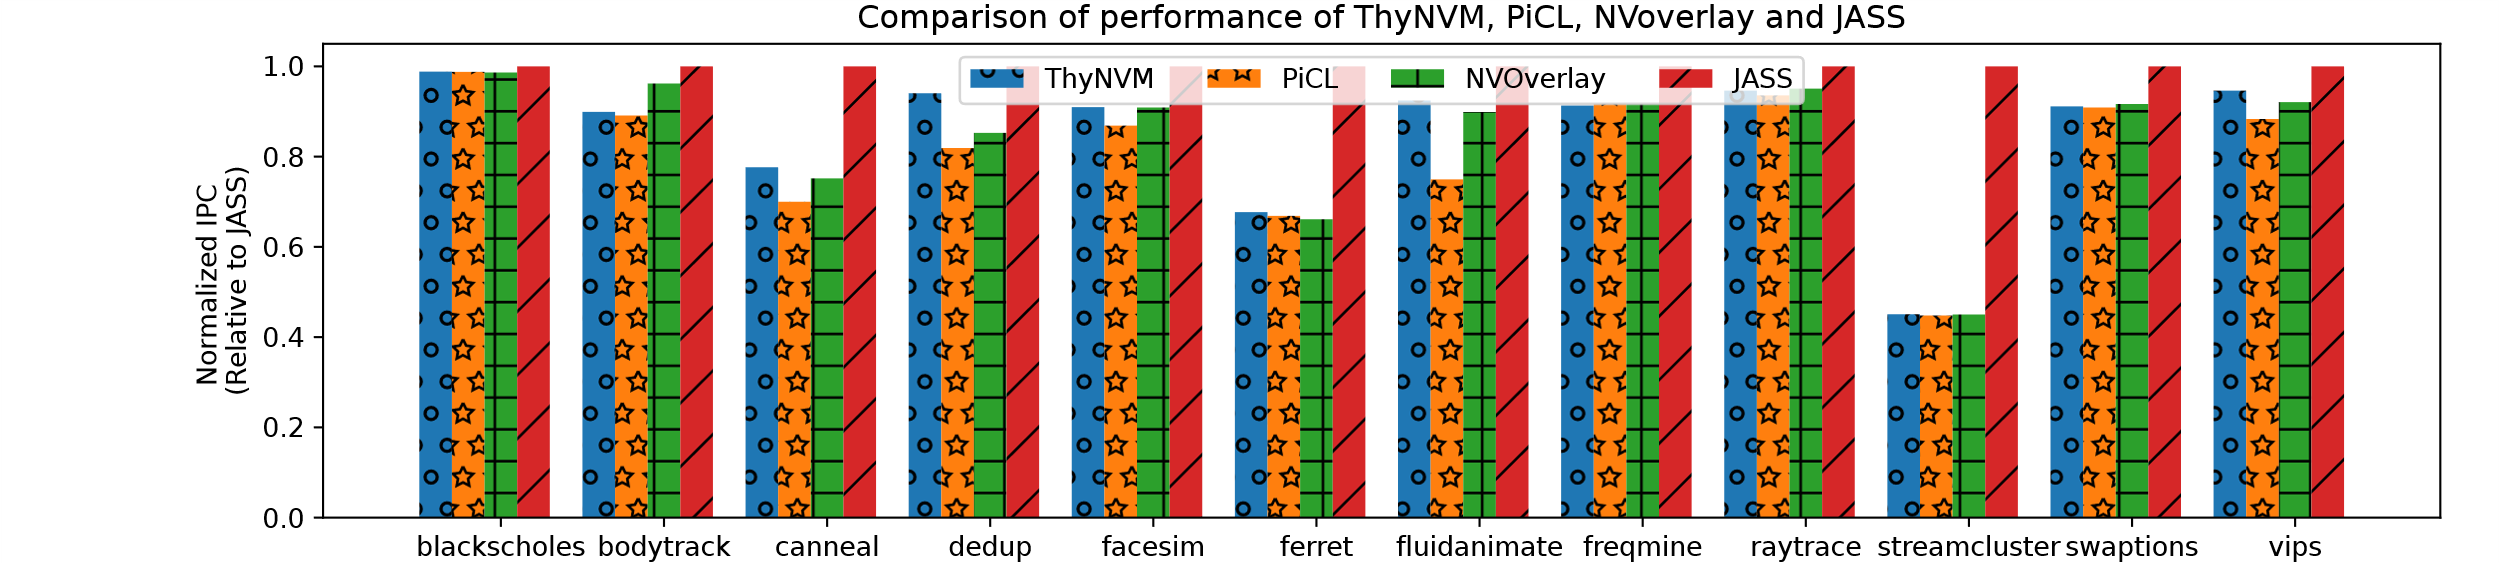 Comparison of performance of ThyNVM, PiCL, NVoverlay and JASS
ThyNVM PiCL NVOverlay JASS
Normalized IPC
(Relative to JASS)
1.0
0.8
0.6
0.4
0.2
0.0
blackscholes bodytrack canneal dedup facesim ferret fluidanimate freqmine raytrace streamcluster swaptions vips